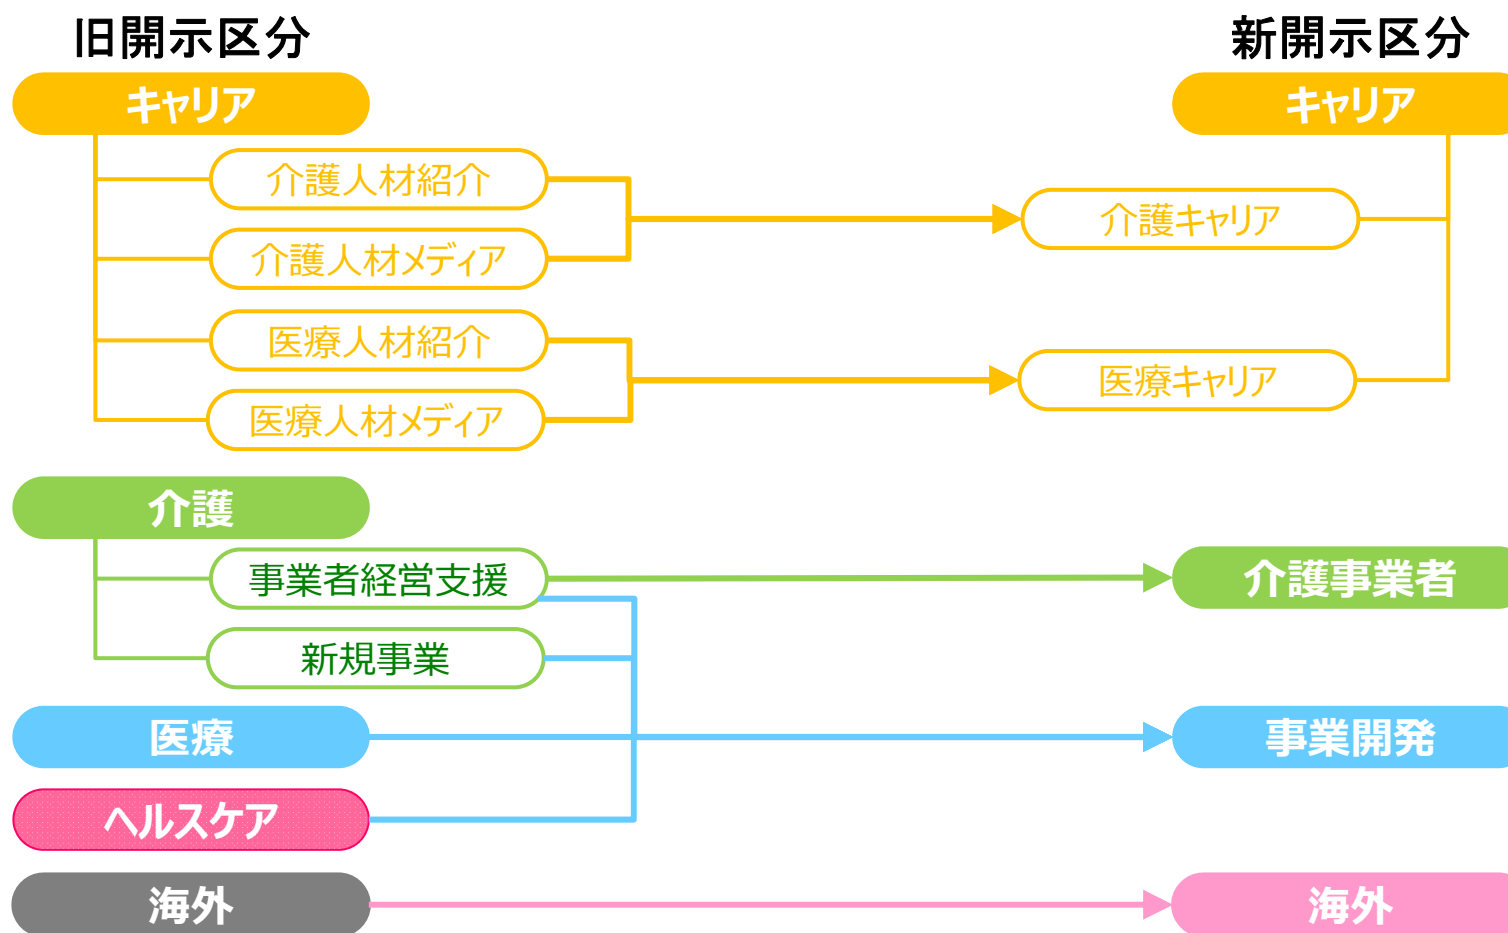 旧開示区分
新開示区分
キャリア
キャリア
介護人材紹介
介護人材メディア
介護キャリア
医療人材紹介
医療人材メディア
医療キャリア
介護
事業者経営支援
介護事業者
新規事業
医療
事業開発
ヘルスケア
海外
海外